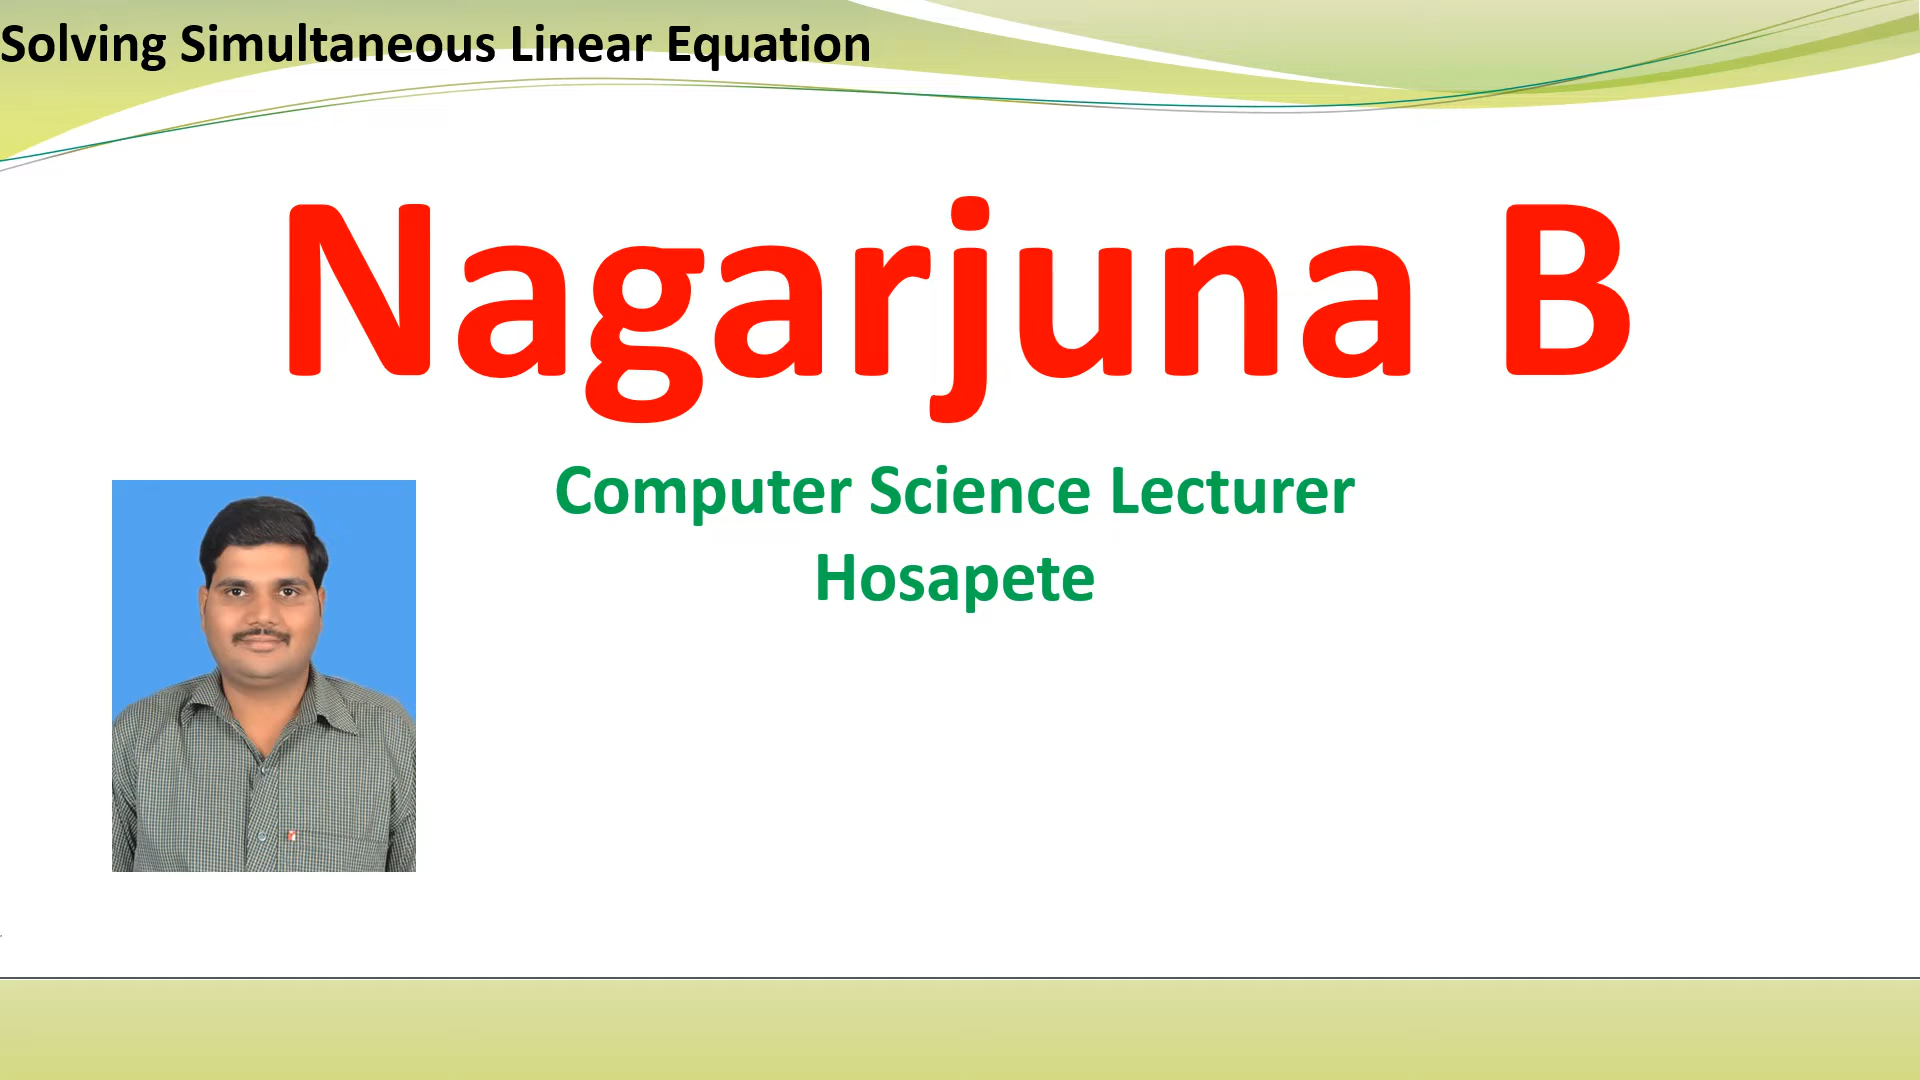 Solving Simultaneous Linear Equation
Nagarjuna B
Computer Science Lecturer
Hosapete